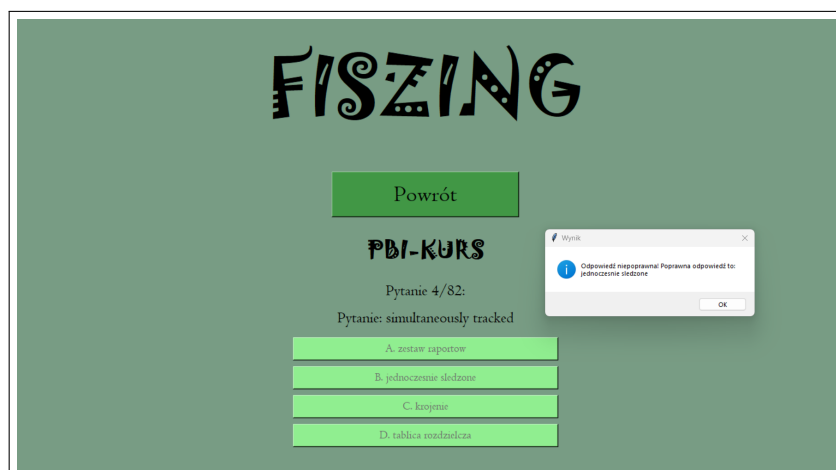 FISZING
Powrót
PBI-KURS
Wynik
Odpowiedź niepoprawna! Poprawna odpowiedź to:
jednoczesnie sledzone
OK
Pytanie 4/82:
Pytanie: simultaneously tracked
A. zestaw raportow
B. jednoczesnie sledzone
C. krojenie
D. tablica rozdzielcza